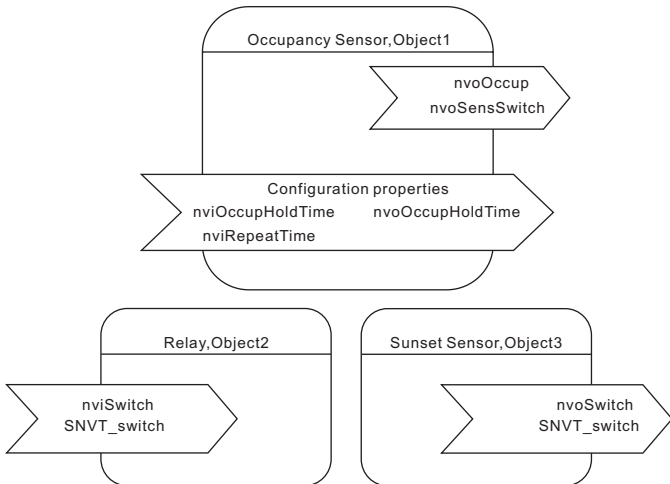 Occupancy Sensor,Object1
nvoOccup
nvoSensSwitch
Configuration properties
nviOccupHoldTime nvoOccupHoldTime
nviRepeatTime
Relay,Object2
nviSwitch
SNVT_switch
Sunset Sensor,Object3
nvoSwitch
SNVT_switch